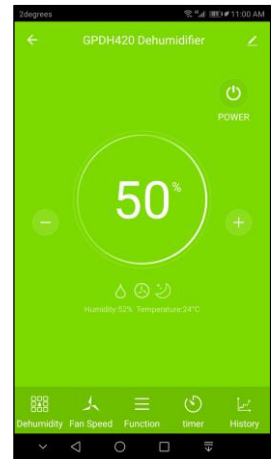 2degrees 11:00 AM
GPDH420 Dehumidifier
POWER
50%
Humidity:52% Temperature:24°C
Dehumidity Fan Speed Function timer History